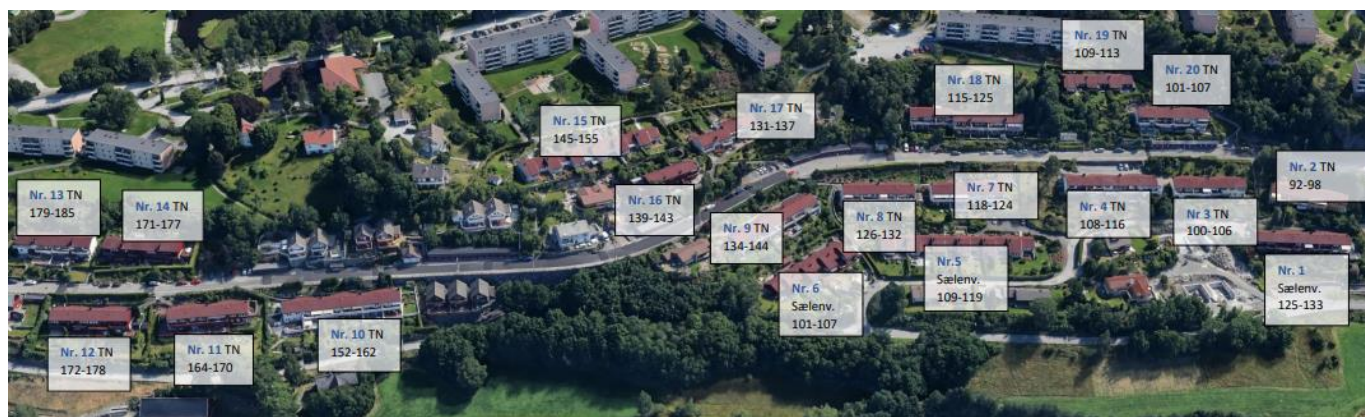 Nr. 19 TN
109-113
Nr. 20 TN
101-107
Nr. 18 TN
115-125
Nr. 17 TN
131-137
Nr. 15 TN
145-155
Nr. 2 TN
92-98
Nr. 13 TN
179-185
Nr. 14 TN
171-177
Nr. 16 TN
139-143
Nr. 7 TN
118-124
Nr. 4 TN
108-116
Nr 3 TN
100-106
Nr. 9 TN
134-144
Nr. 8 TN
126-132
Nr.5
Sælenv.
109-119
Nr. 1
Sælenv.
125-133
Nr. 6
Sælenv.
101-107
Nr. 10 TN
152-162
Nr. 12 TN
172-178
Nr. 11 TN
164-170